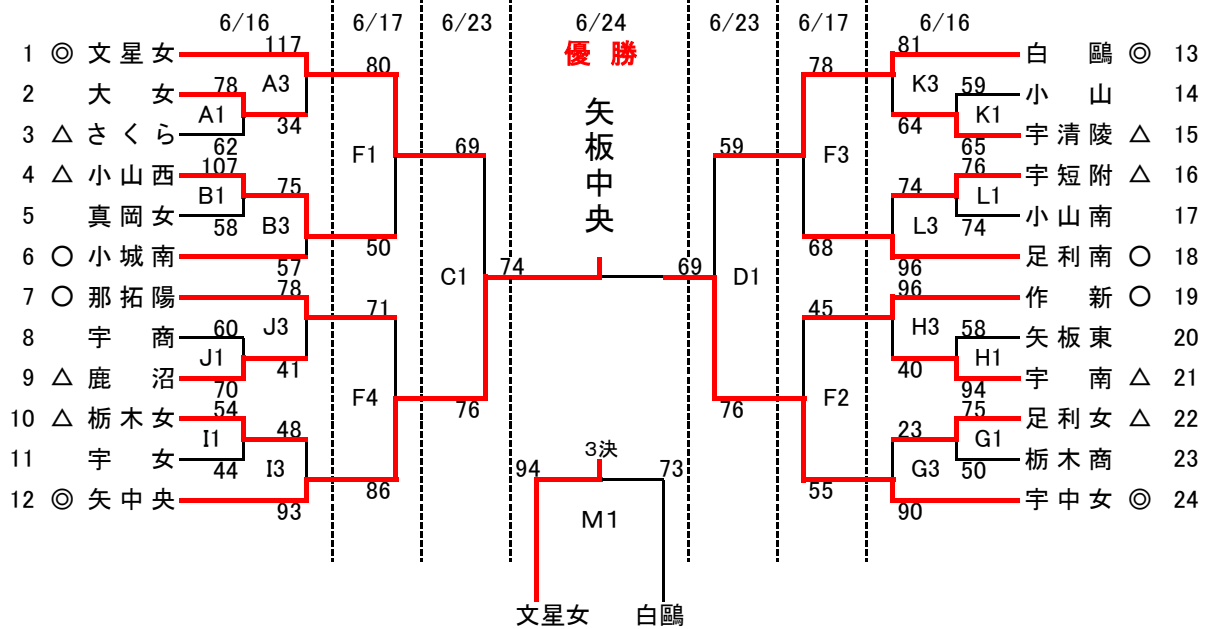 6/16 6/17 6/23 6/24 6/23 6/17 6/16
優勝
矢板中央
1 ◎ 文星女 117 80 78 81 白鷗 ◎ 13
2 大女 78 A3 K3 59 小山 14
A1 K1
3 △ さくら 62 34 F1 69 59 F3 64 65 宇清陵 △ 15
4 △ 小山西 107 75 74 76 宇短附 △ 16
B1 L1
5 真岡女 58 B3 50 68 L3 74 小山南 17
6 ○ 小城南 57 C1 74 69 D1 96 足利南 ○ 18
7 ○ 那拓陽 78 71 45 96 作新 ○ 19
8 宇商 60 J3 H3 58 矢板東 20
J1 H1
9 △ 鹿沼 70 41 F4 76 76 F2 40 94 宇南 △ 21
10 △ 栃木女 54 48 23 75 足利女 △ 22
I1 G1
11 宇女 44 I3 86 55 G3 50 栃木商 23
12 ◎ 矢中央 93 90 宇中女 ◎ 24
3決
94 73
M1
文星女 白鷗